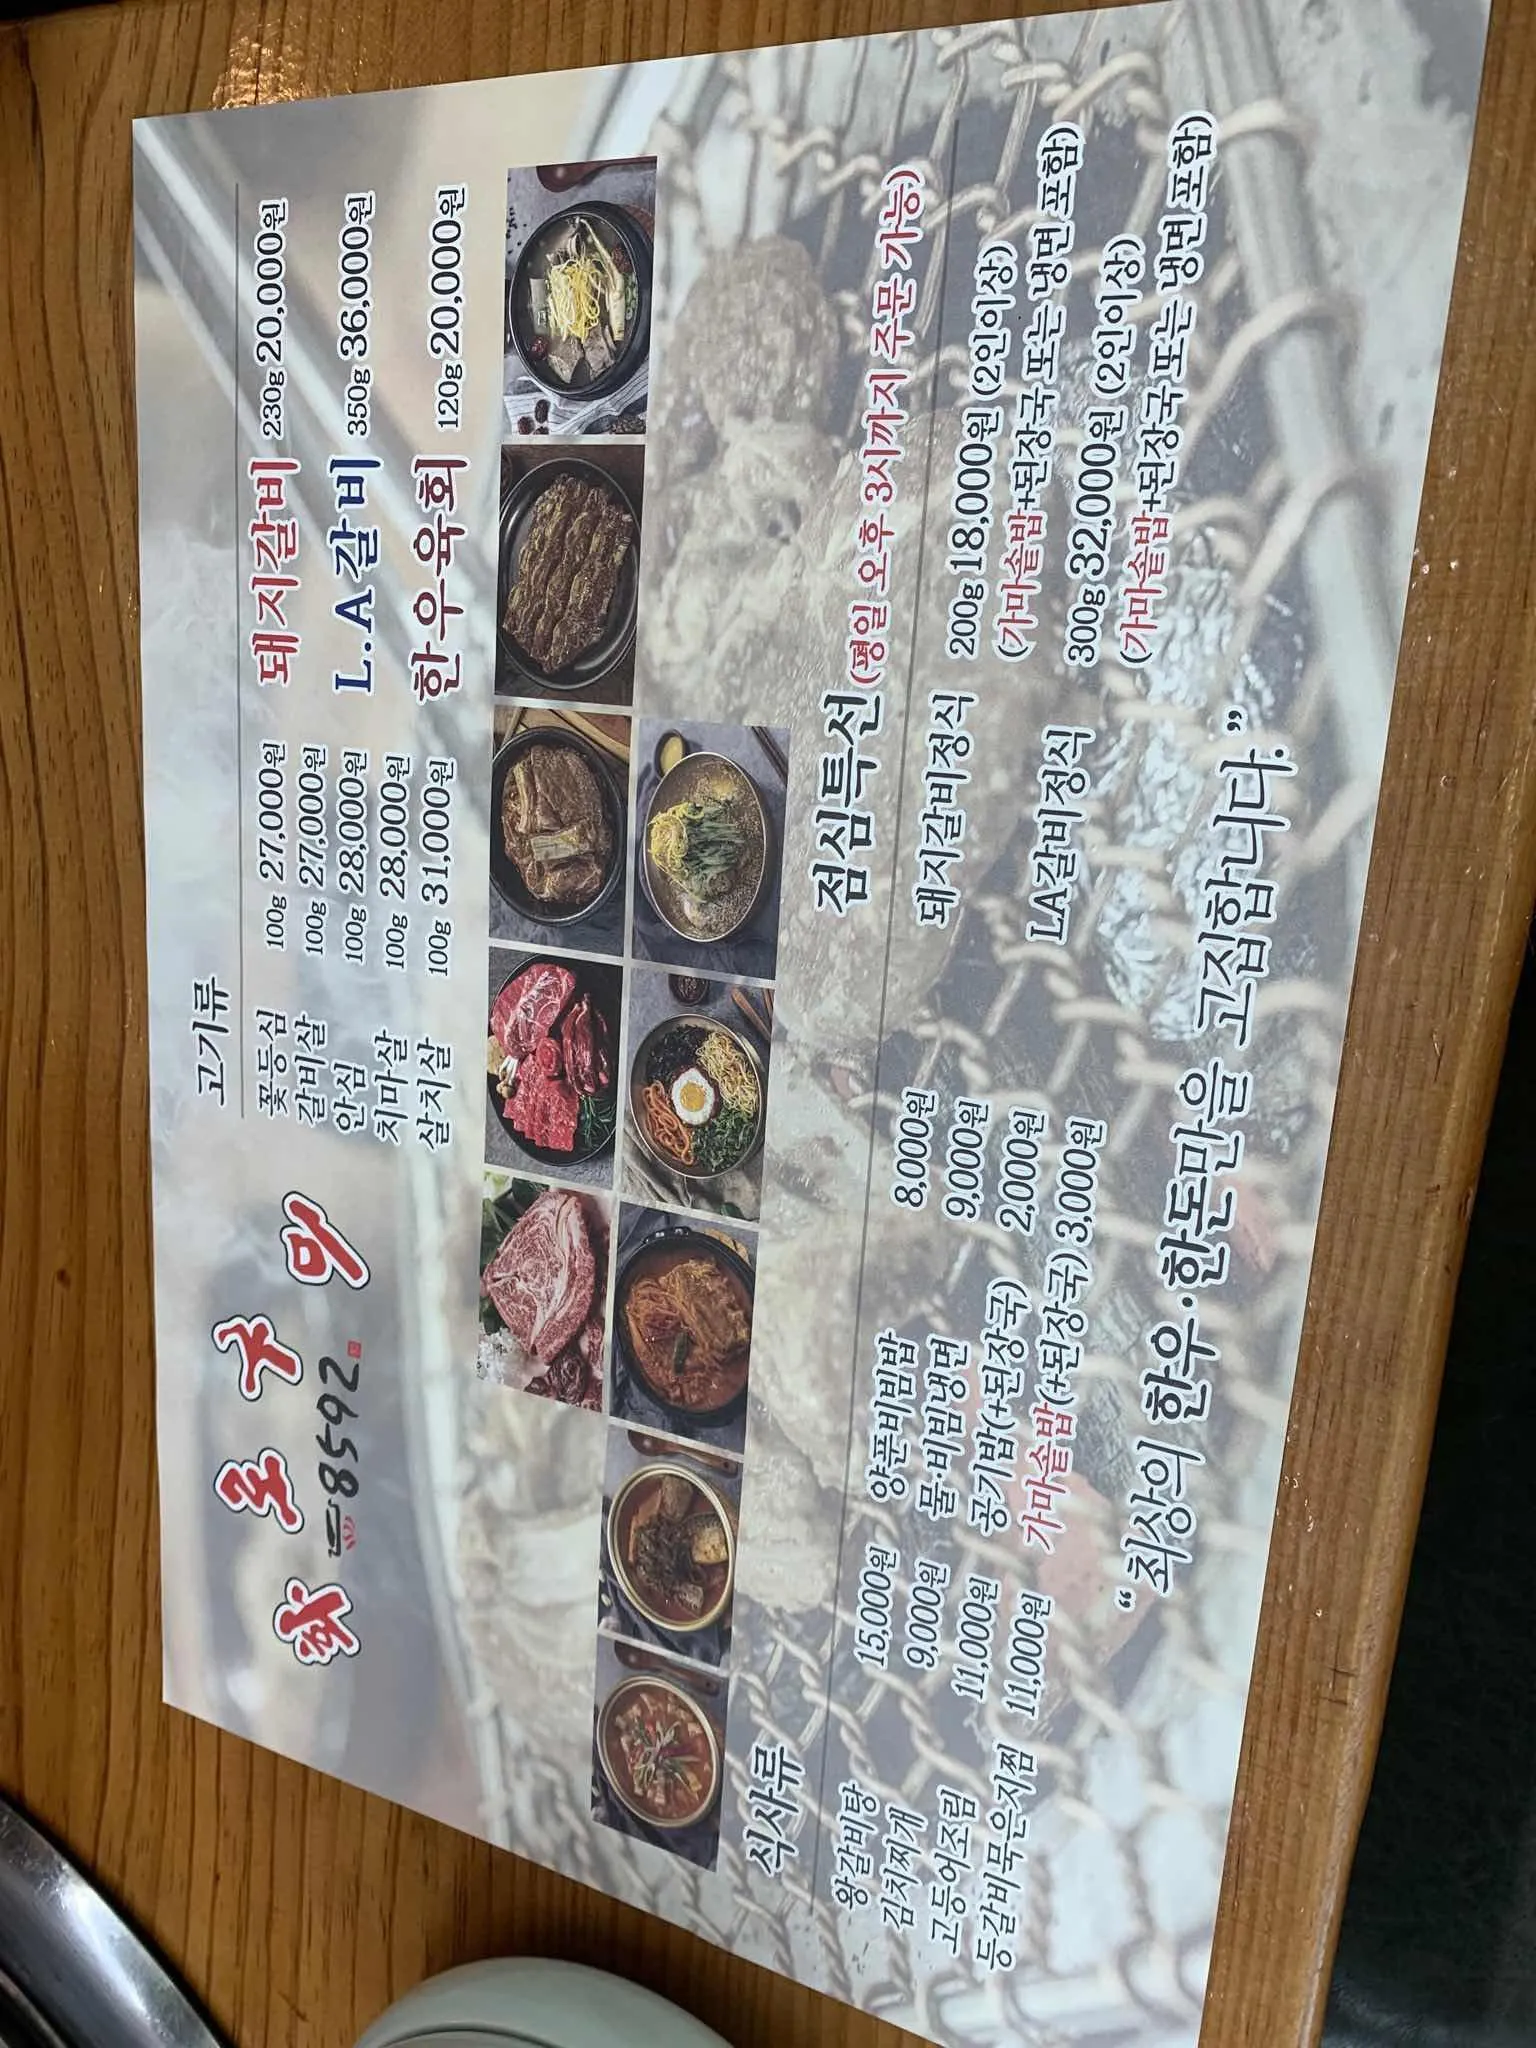 화로구이
8592
고기류
꽃등심 100g 27,000원
갈비살 100g 27,000원
안심 100g 28,000원
치마살 100g 28,000원
살치살 100g 31,000원
돼지갈비 230g 20,000원
L.A갈비 350g 36,000원
한우육회 120g 20,000원
식사류
왕갈비탕 15,000원
김치찌개 9,000원
고등어조림 11,000원
등갈비묵은지찜 11,000원
양푼비빔밥 8,000원
물·비빔냉면 9,000원
공기밥(+된장국) 2,000원
가마솥밥(+된장국) 3,000원
점심특선(평일 오후 3시까지 주문 가능)
돼지갈비정식 200g 18,000원 (2인이상)
(가마솥밥+된장국 또는 냉면 포함)
LA갈비정식 300g 32,000원 (2인이상)
(가마솥밥+된장국 또는 냉면 포함)
“최상의 한우·한돈만을 고집합니다.”